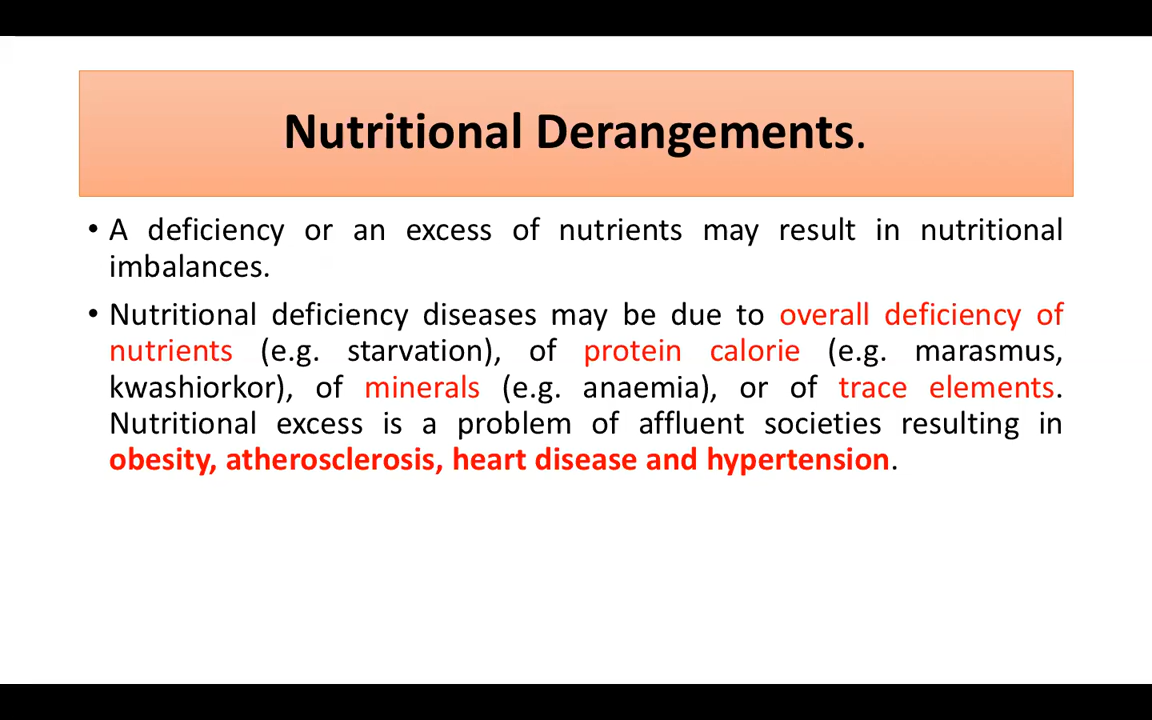 Nutritional Derangements.
• A deficiency or an excess of nutrients may result in nutritional
imbalances.
• Nutritional deficiency diseases may be due to overall deficiency of
nutrients (e.g. starvation), of protein calorie (e.g. marasmus,
kwashiorkor), of minerals (e.g. anaemia), or of trace elements.
Nutritional excess is a problem of affluent societies resulting in
obesity, atherosclerosis, heart disease and hypertension.